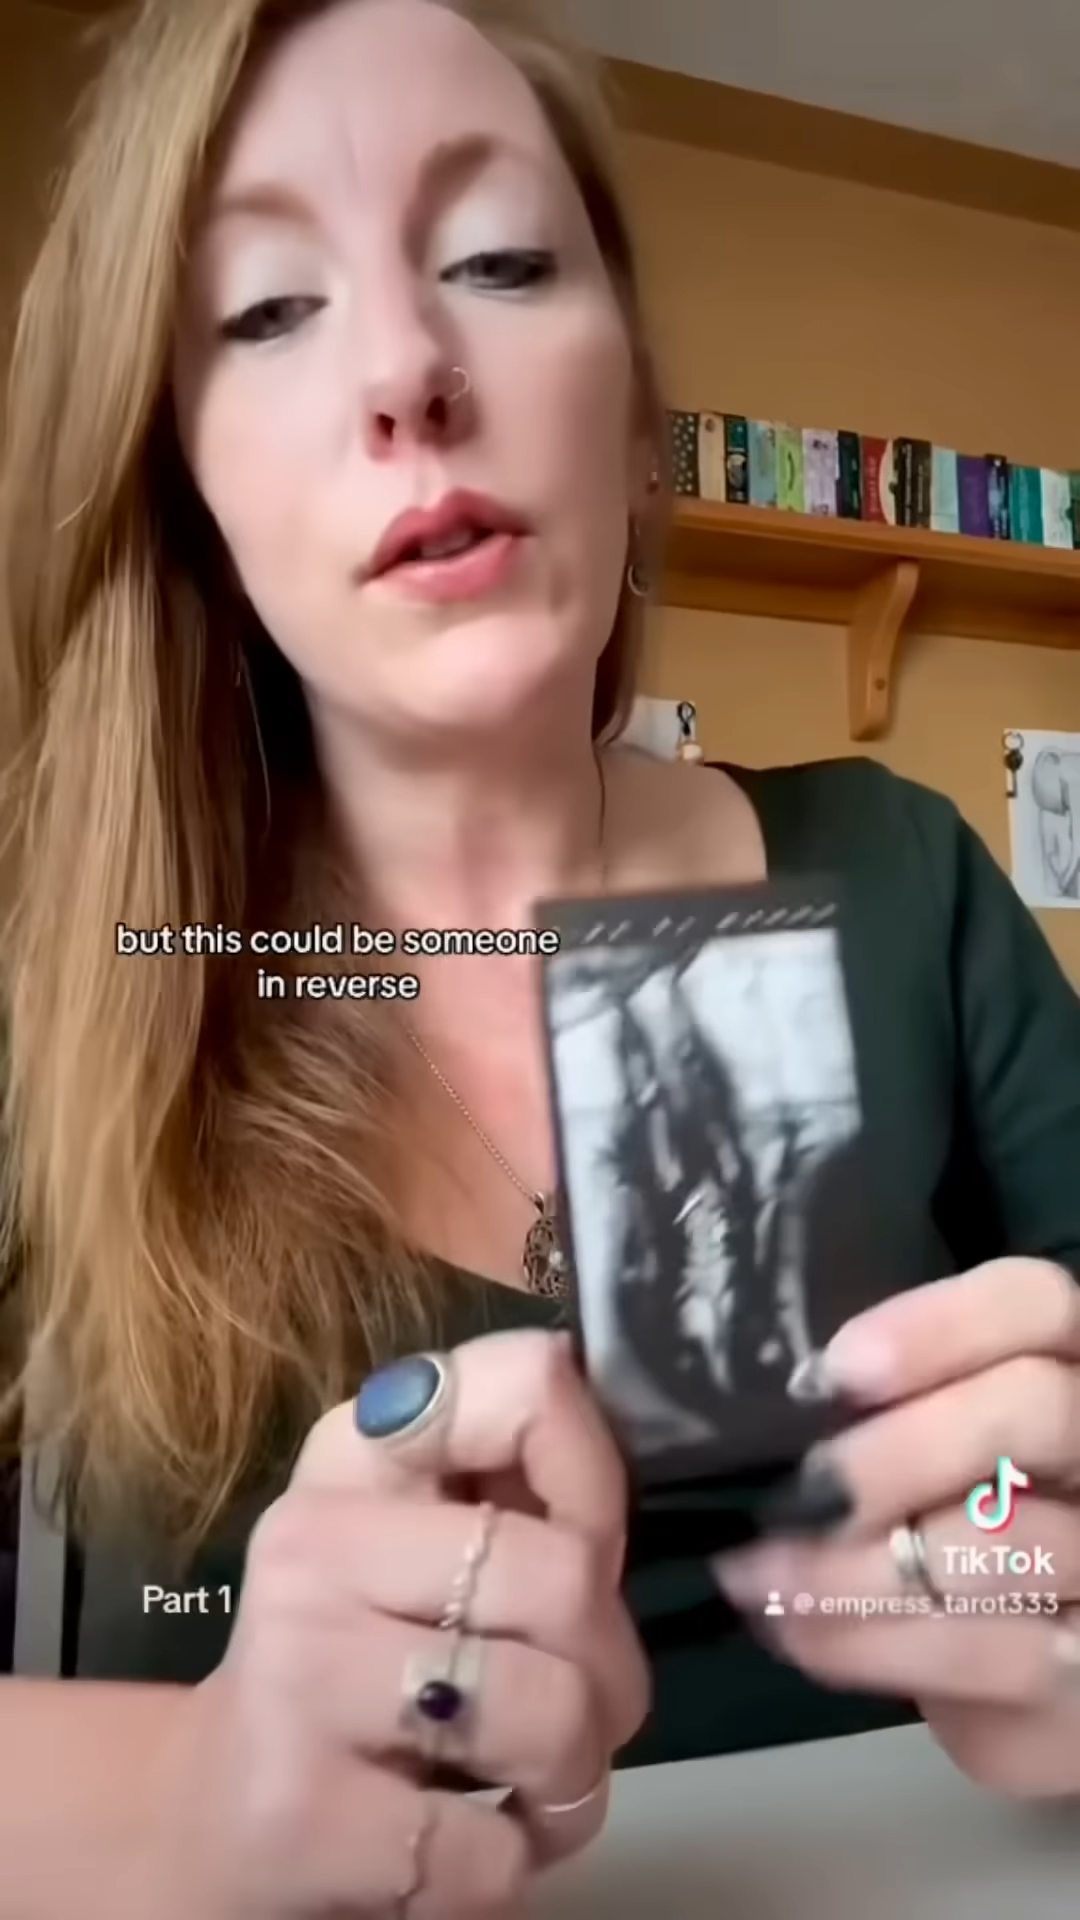 but this could be someone
in reverse
Part 1
TikTok
@empress_tarot333